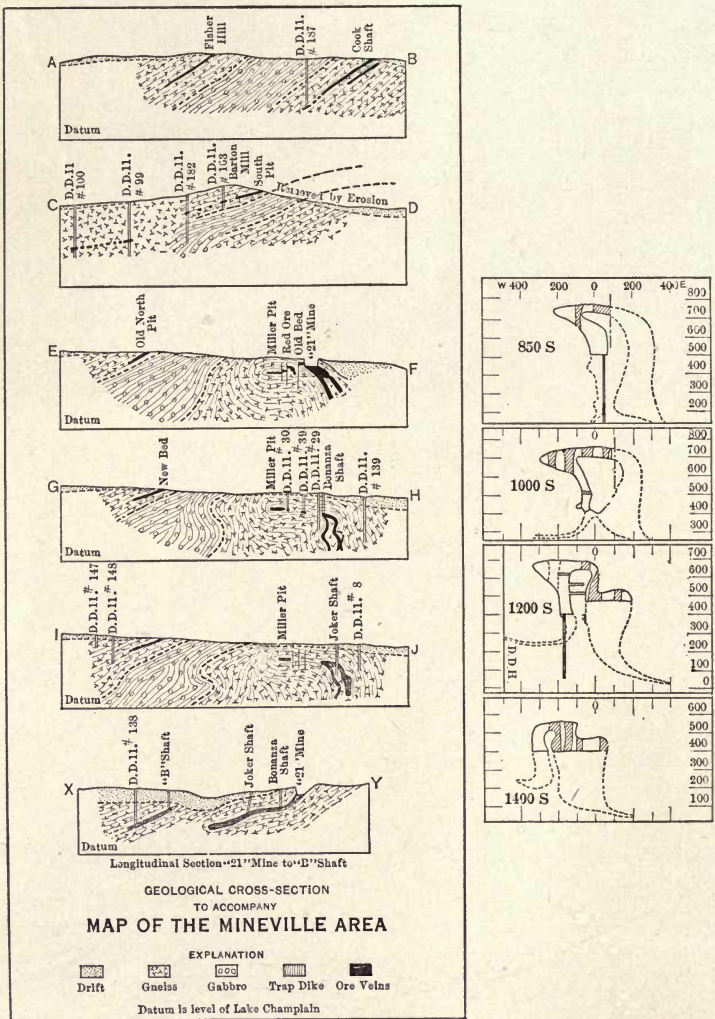 Fisher Hill
D.D.11. # 187
Cook Shaft
A
B
Datum
D.D.11 #100
D.D.11. #99
D.D.11. #182
D.D.11. #163
Barton Mill
South Pit
Removed by Erosion
C
D
Old North Pit
Miller Pit
Red Ore
Old Bed
"21" Mine
E
F
Datum
New Bed
Miller Pit
D.D.11. # 30
D.D.11. # 39
D.D.11. # 29
Bonanza Shaft
D.D.11. # 139
G
H
Datum
D.D.11. # 147
D.D.11. # 148
Miller Pit
Joker Shaft
D.D.11. # 8
I
J
Datum
D.D.11. # 138
"B" Shaft
Joker Shaft
Bonanza Shaft
"21" Mine
X
Y
Datum
Longitudinal Section "21" Mine to "B" Shaft
GEOLOGICAL CROSS-SECTION
TO ACCOMPANY
MAP OF THE MINEVILLE AREA
EXPLANATION
Drift Gneiss Gabbro Trap Dike Ore Veins
Datum is level of Lake Champlain
W 400 200 0 200 400 E
800
700
600
500
400
300
200
850 S
0
800
700
600
500
400
300
1000 S
0
700
600
500
400
300
200
100
0
1200 S
D D H
600
500
400
300
200
100
0
1400 S